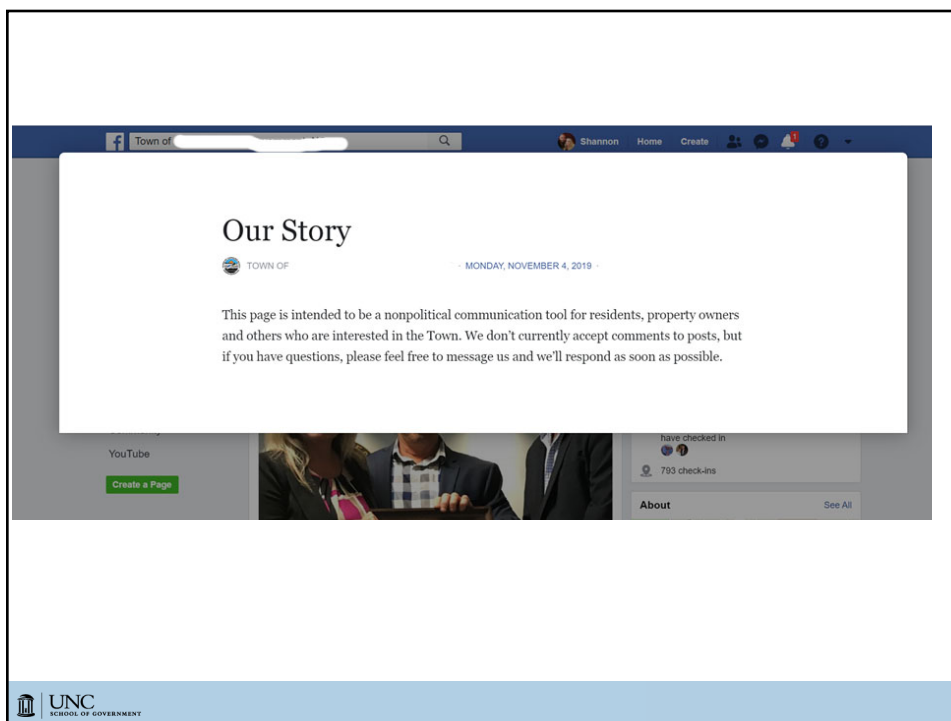 Town of
Shannon Home Create
1
Our Story
TOWN OF · MONDAY, NOVEMBER 4, 2019 ·
This page is intended to be a nonpolitical communication tool for residents, property owners
and others who are interested in the Town. We don't currently accept comments to posts, but
if you have questions, please feel free to message us and we'll respond as soon as possible.
have checked in
YouTube
793 check-ins
Create a Page
About See All
UNC
SCHOOL OF GOVERNMENT